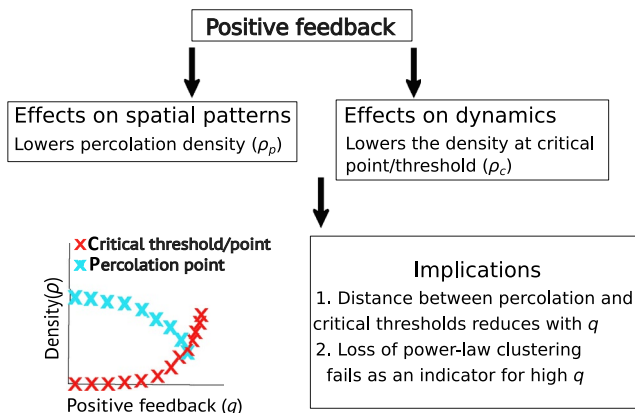 Positive feedback
Effects on spatial patterns
Lowers percolation density (ρp)
Effects on dynamics
Lowers the density at critical
point/threshold (ρc)
Critical threshold/point
Percolation point
Density(ρ)
Positive feedback (q)
Implications
1. Distance between percolation and
critical thresholds reduces with q
2. Loss of power-law clustering
fails as an indicator for high q